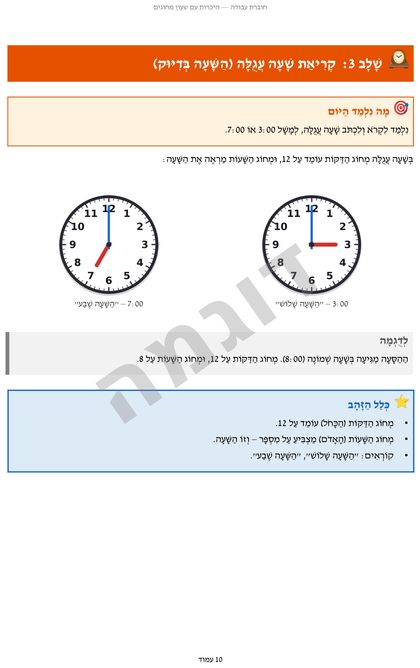 חוברת עבודה — היכרות עם שעון מחוגים
שָׁלָב 3: קְרִיאַת שָׁעָה עֲגֻלָּה (הַשָּׁעָה בְּדִיּוּק)
מַה נִּלְמַד הַיּוֹם
נִלְמַד לִקְרֹא וְלִכְתֹּב שָׁעָה עֲגֻלָּה, לְמָשָׁל 3:00 אוֹ 7:00.
בְּשָׁעָה עֲגֻלָּה מְחוֹג הַדַּקּוֹת עוֹמֵד עַל 12, וּמְחוֹג הַשָּׁעוֹת מַרְאֶה אֶת הַשָּׁעָה:
12 1 2 3 4 5 6 7 8 9 10 11
12 1 2 3 4 5 6 7 8 9 10 11
3:00 – "הַשָּׁעָה שָׁלוֹשׁ"
7:00 – "הַשָּׁעָה שֶׁבַע"
דוגמה
לְדֻגְמָה
הַהַסָּעָה מַגִּיעָה בְּשָׁעָה שְׁמוֹנֶה (8:00). מְחוֹג הַדַּקּוֹת עַל 12, וּמְחוֹג הַשָּׁעוֹת עַל 8.
כְּלַל הַזָּהָב
• מְחוֹג הַדַּקּוֹת (הַכָּחֹל) עוֹמֵד עַל 12.
• מְחוֹג הַשָּׁעוֹת (הָאָדֹם) מַצְבִּיעַ עַל מִסְפָּר – וְזוֹ הַשָּׁעָה.
• קוֹרְאִים: "הַשָּׁעָה שָׁלוֹשׁ", "הַשָּׁעָה שֶׁבַע".
10 עמוד